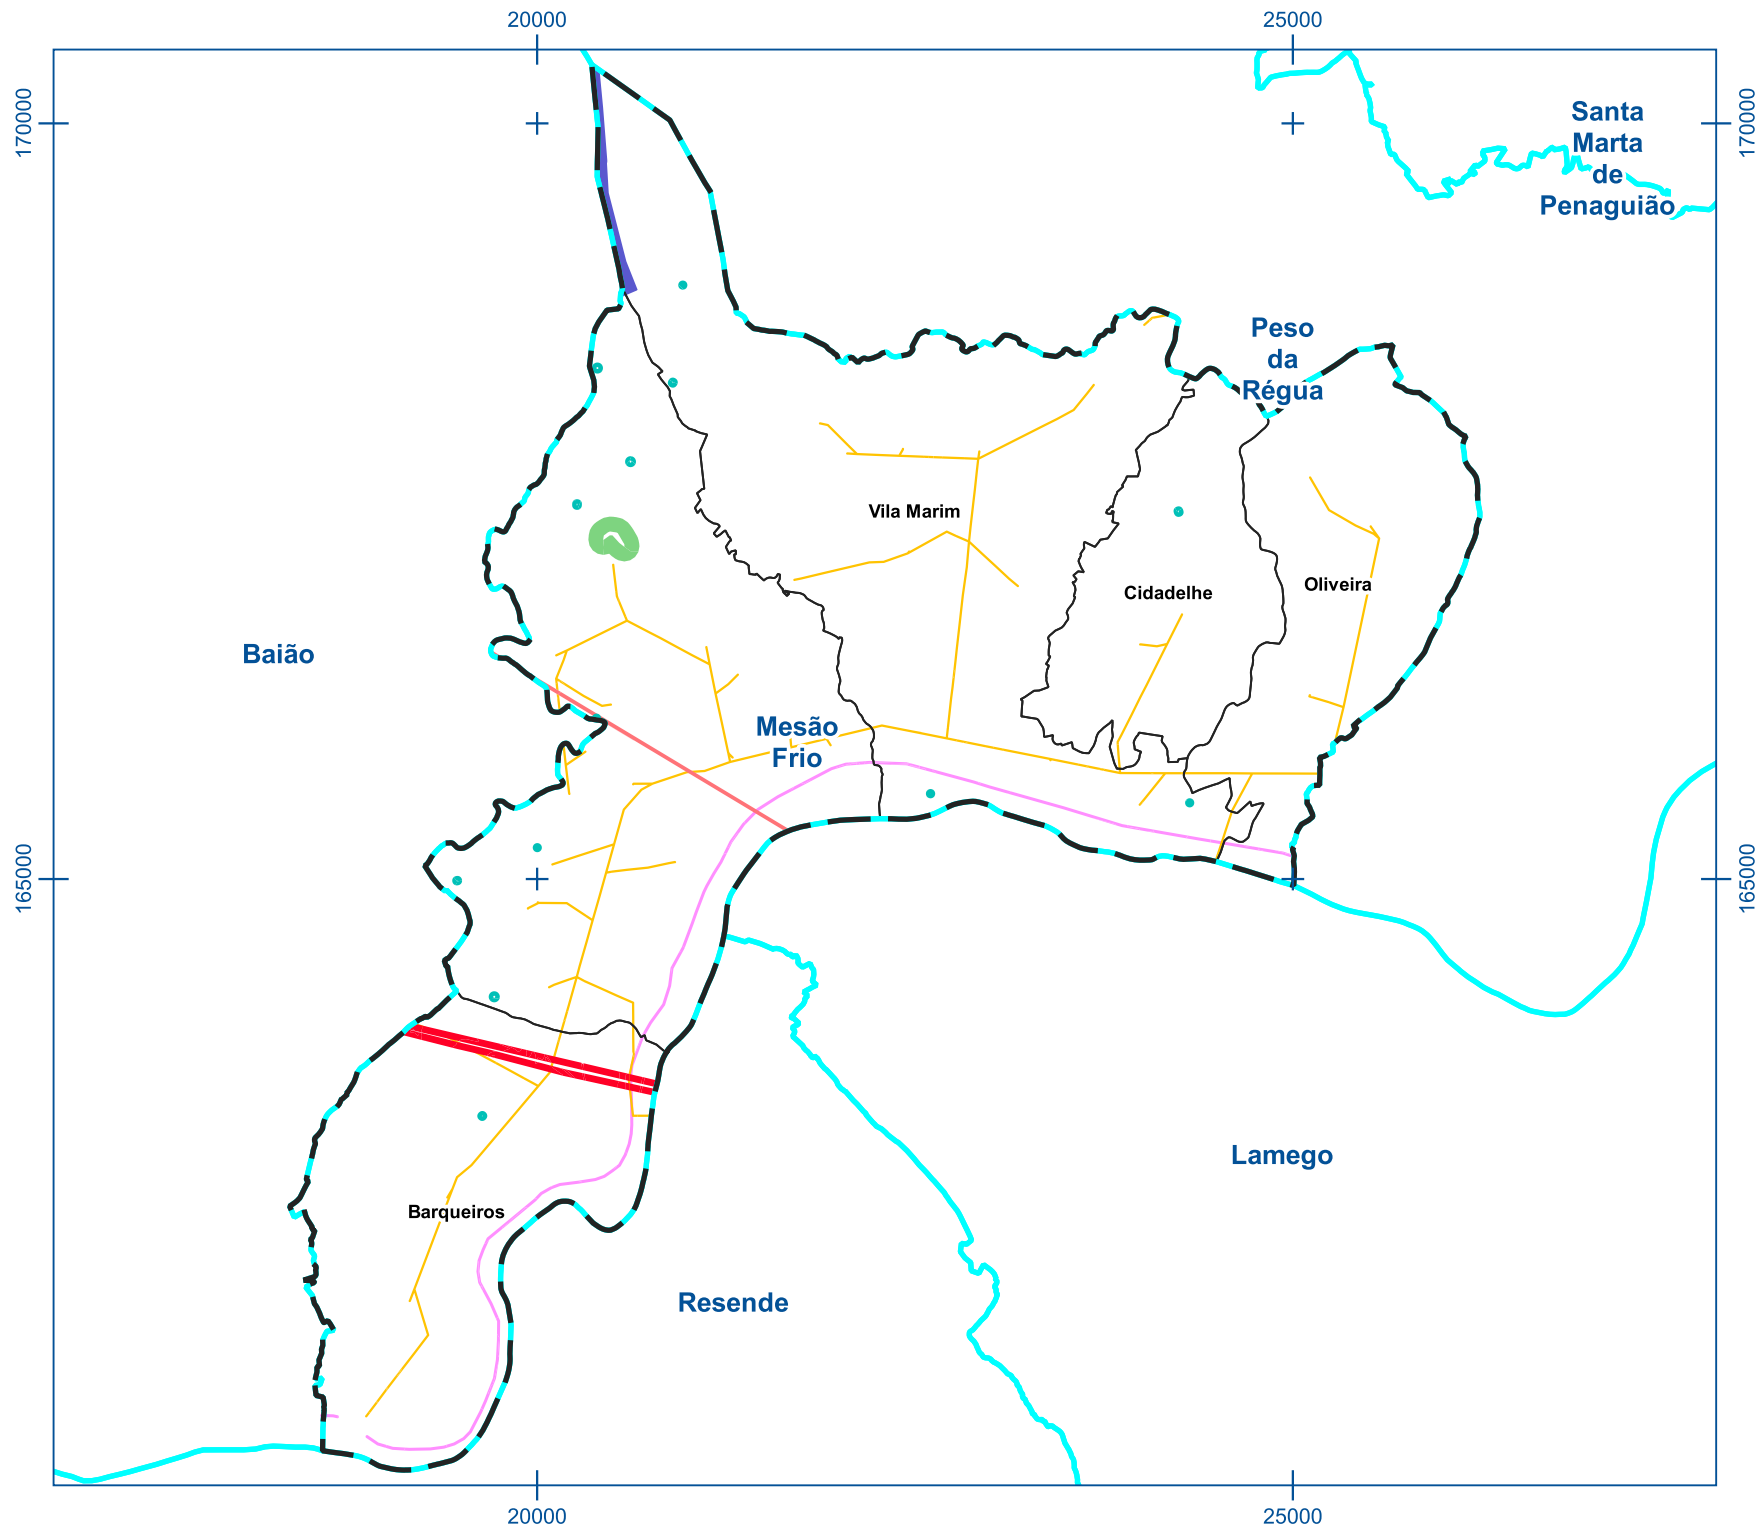 20000
25000
170000
170000
Santa
Marta
de
Penaguião
Peso
da
Régua
Vila Marim
Cidadelhe
Oliveira
Baião
Mesão
Frio
165000
165000
Lamego
Barqueiros
Resende
20000
25000